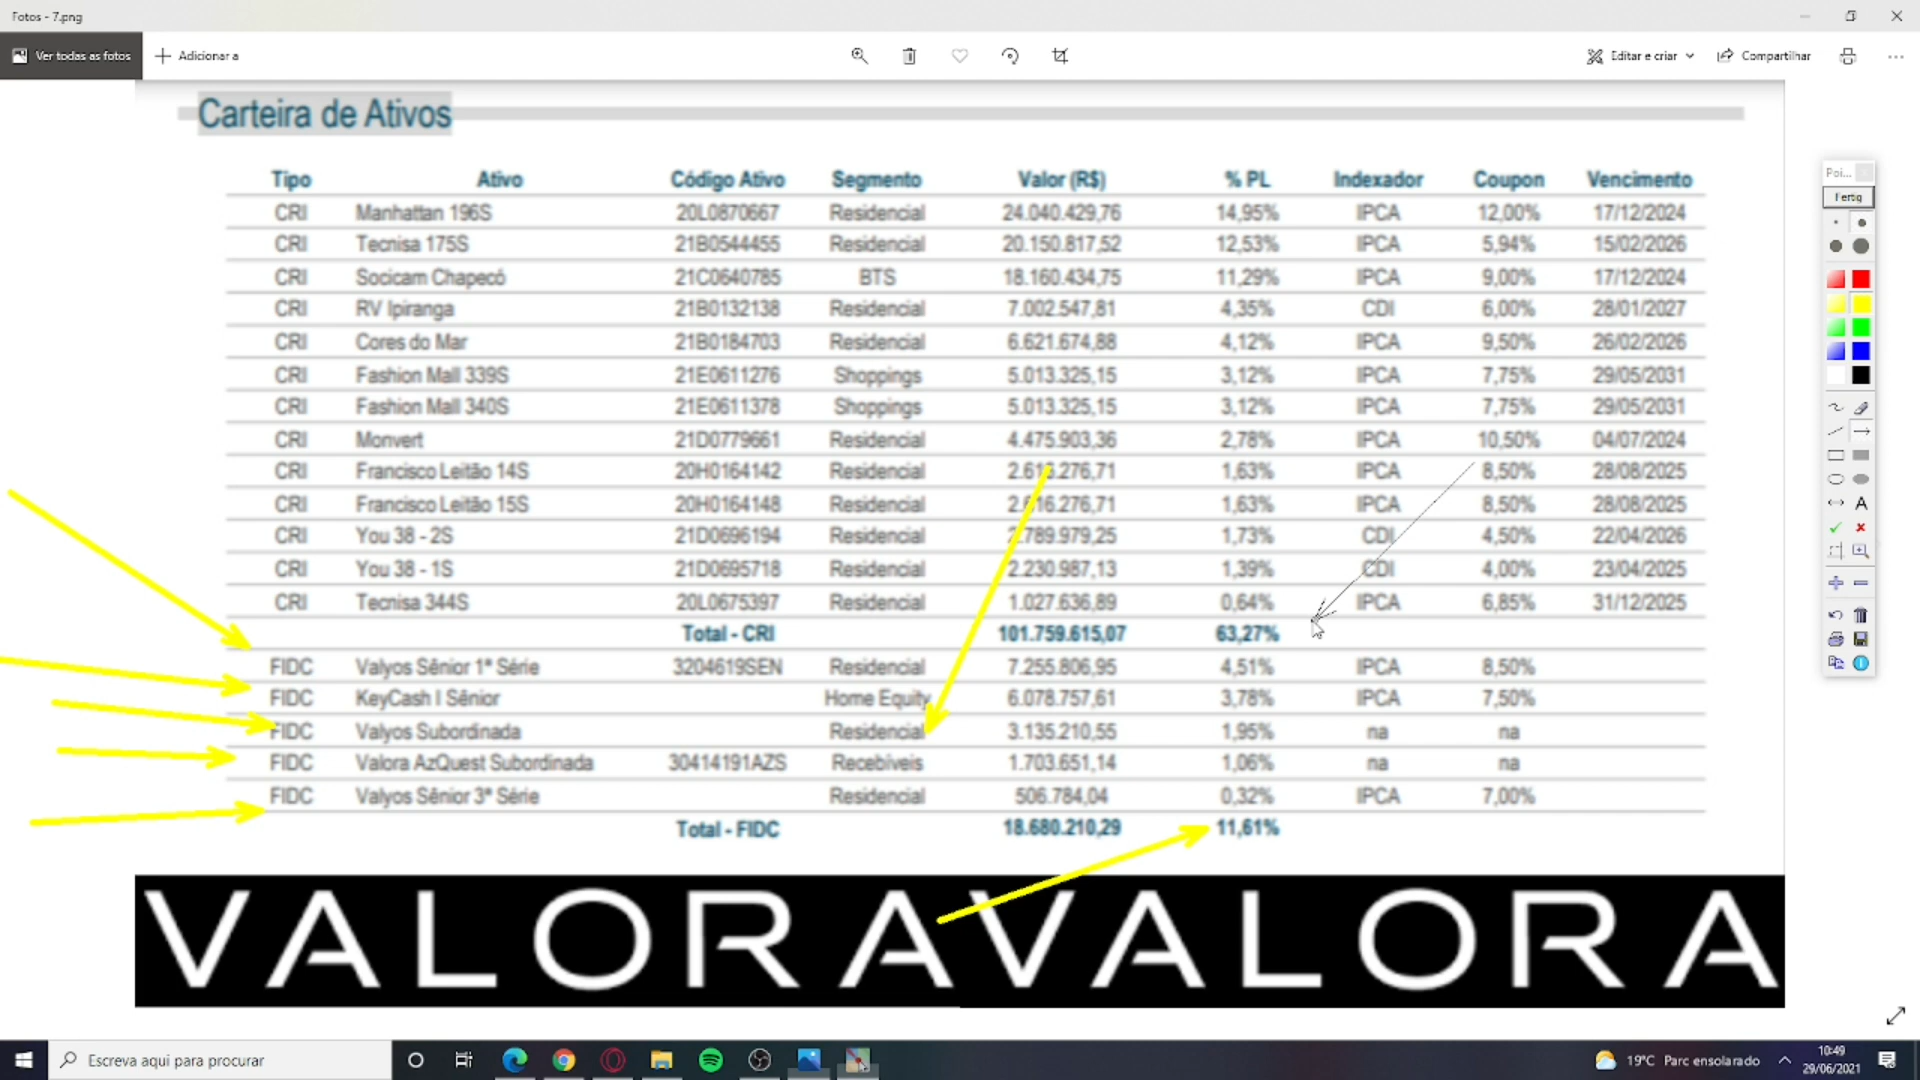 Fotos - 7.png
Ver todas as fotos Adicionar a Editar e criar Compartilhar
Carteira de Ativos
Tipo Ativo Código Ativo Segmento Valor (R$) % PL Indexador Coupon Vencimento
CRI Manhattan 196S 20L0870667 Residencial 24.040.429,76 14,95% IPCA 12,00% 17/12/2024
CRI Tecnisa 175S 21B0544455 Residencial 20.150.817,52 12,53% IPCA 5,94% 15/02/2026
CRI Socicam Chapecó 21C0640785 BTS 18.160.434,75 11,29% IPCA 9,00% 17/12/2024
CRI RV Ipiranga 21B0132138 Residencial 7.002.547,81 4,35% CDI 6,00% 28/01/2027
CRI Cores do Mar 21B0184703 Residencial 6.621.674,88 4,12% IPCA 9,50% 26/02/2026
CRI Fashion Mall 339S 21E0611276 Shoppings 5.013.325,15 3,12% IPCA 7,75% 29/05/2031
CRI Fashion Mall 340S 21E0611378 Shoppings 5.013.325,15 3,12% IPCA 7,75% 29/05/2031
CRI Monvert 21D0779661 Residencial 4.475.903,36 2,78% IPCA 10,50% 04/07/2024
CRI Francisco Leitão 14S 20H0164142 Residencial 2.616.276,71 1,63% IPCA 8,50% 28/08/2025
CRI Francisco Leitão 15S 20H0164148 Residencial 2.616.276,71 1,63% IPCA 8,50% 28/08/2025
CRI You 38 - 2S 21D0696194 Residencial 2.789.979,25 1,73% CDI 4,50% 22/04/2026
CRI You 38 - 1S 21D0695718 Residencial 2.230.987,13 1,39% CDI 4,00% 23/04/2025
CRI Tecnisa 344S 20L0675397 Residencial 1.027.636,89 0,64% IPCA 6,85% 31/12/2025
Total - CRI 101.759.615,07 63,27%
FIDC Valyos Sênior 1ª Série 3204619SEN Residencial 7.255.806,95 4,51% IPCA 8,50%
FIDC KeyCash I Sênior Home Equity 6.078.757,61 3,78% IPCA 7,50%
FIDC Valyos Subordinada Residencial 3.135.210,55 1,95% na na
FIDC Valora AzQuest Subordinada 30414191AZS Recebíveis 1.703.651,14 1,06% na na
FIDC Valyos Sênior 3ª Série Residencial 506.784,04 0,32% IPCA 7,00%
Total - FIDC 18.680.210,29 11,61%
VALORAVALORA
Poi...
Fertig
A
Escreva aqui para procurar
19°C Parc ensolarado
10:49
29/06/2021